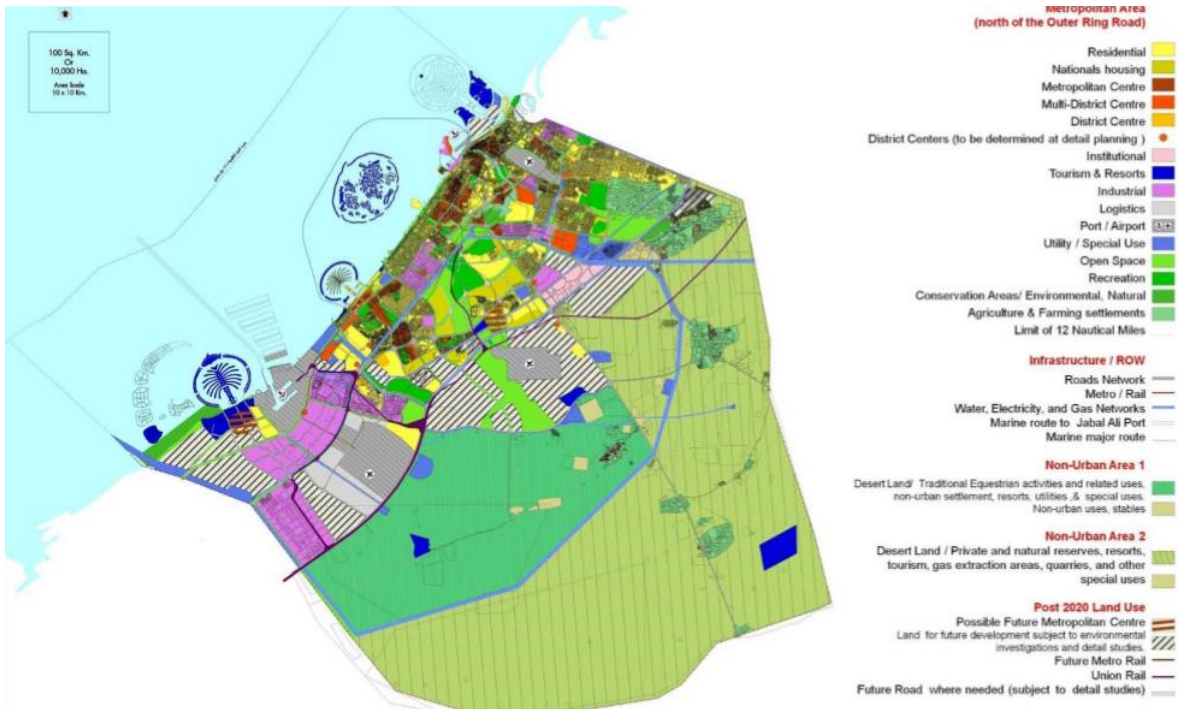 100 Sq. Km.
Or
10,000 Ha.
Area Scale
10 x 10 Km.
Metropolitan Area
(north of the Outer Ring Road)
Residential
Nationals housing
Metropolitan Centre
Multi-District Centre
District Centre
District Centers (to be determined at detail planning )
Institutional
Tourism & Resorts
Industrial
Logistics
Port / Airport
Utility / Special Use
Open Space
Recreation
Conservation Areas/ Environmental, Natural
Agriculture & Farming settlements
Limit of 12 Nautical Miles
Infrastructure / ROW
Roads Network
Metro / Rail
Water, Electricity, and Gas Networks
Marine route to Jabal Ali Port
Marine major route
Non-Urban Area 1
Desert Land/ Traditional Equestrian activities and related uses,
non-urban settlement, resorts, utilities ,& special uses.
Non-urban uses, stables
Non-Urban Area 2
Desert Land / Private and natural reserves, resorts,
tourism, gas extraction areas, quarries, and other
special uses
Post 2020 Land Use
Possible Future Metropolitan Centre
Land for future development subject to environmental
investigations and detail studies.
Future Metro Rail
Union Rail
Future Road where needed (subject to detail studies)